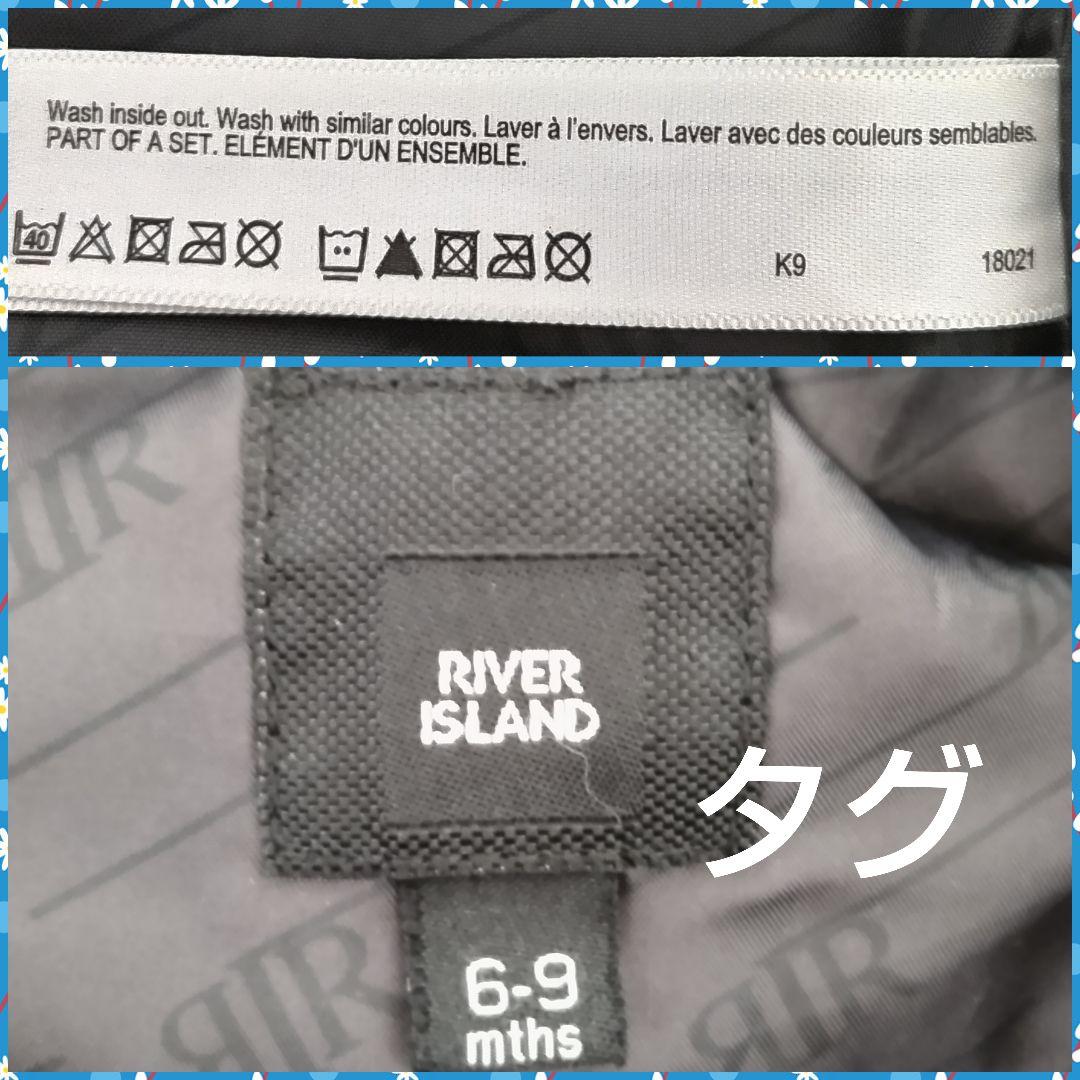 Wash inside out. Wash with similar colours. Laver à l'envers. Laver avec des couleurs semblables.
PART OF A SET. ELÉMENT D'UN ENSEMBLE.
40
K9
18021
RIVER
ISLAND
タグ
6-9
mths